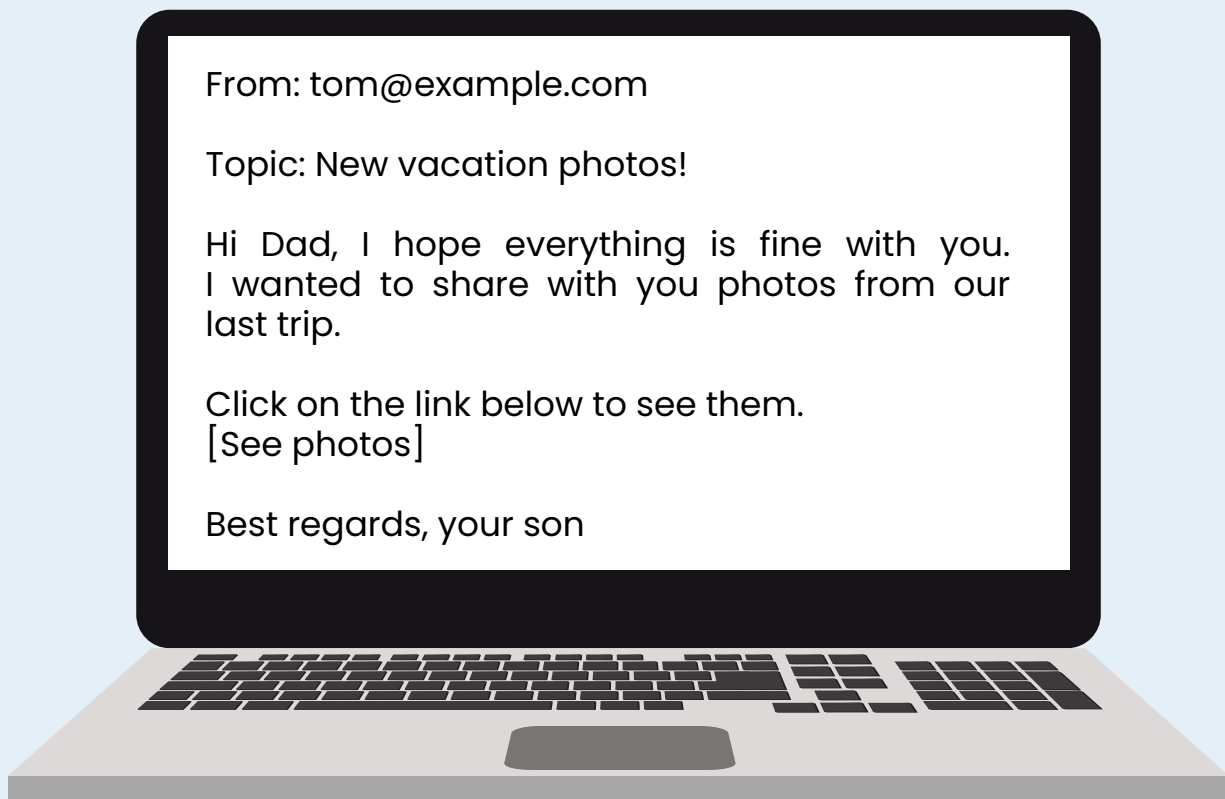 From: tom@example.com
Topic: New vacation photos!
Hi Dad, I hope everything is fine with you.
I wanted to share with you photos from our
last trip.
Click on the link below to see them.
[See photos]
Best regards, your son